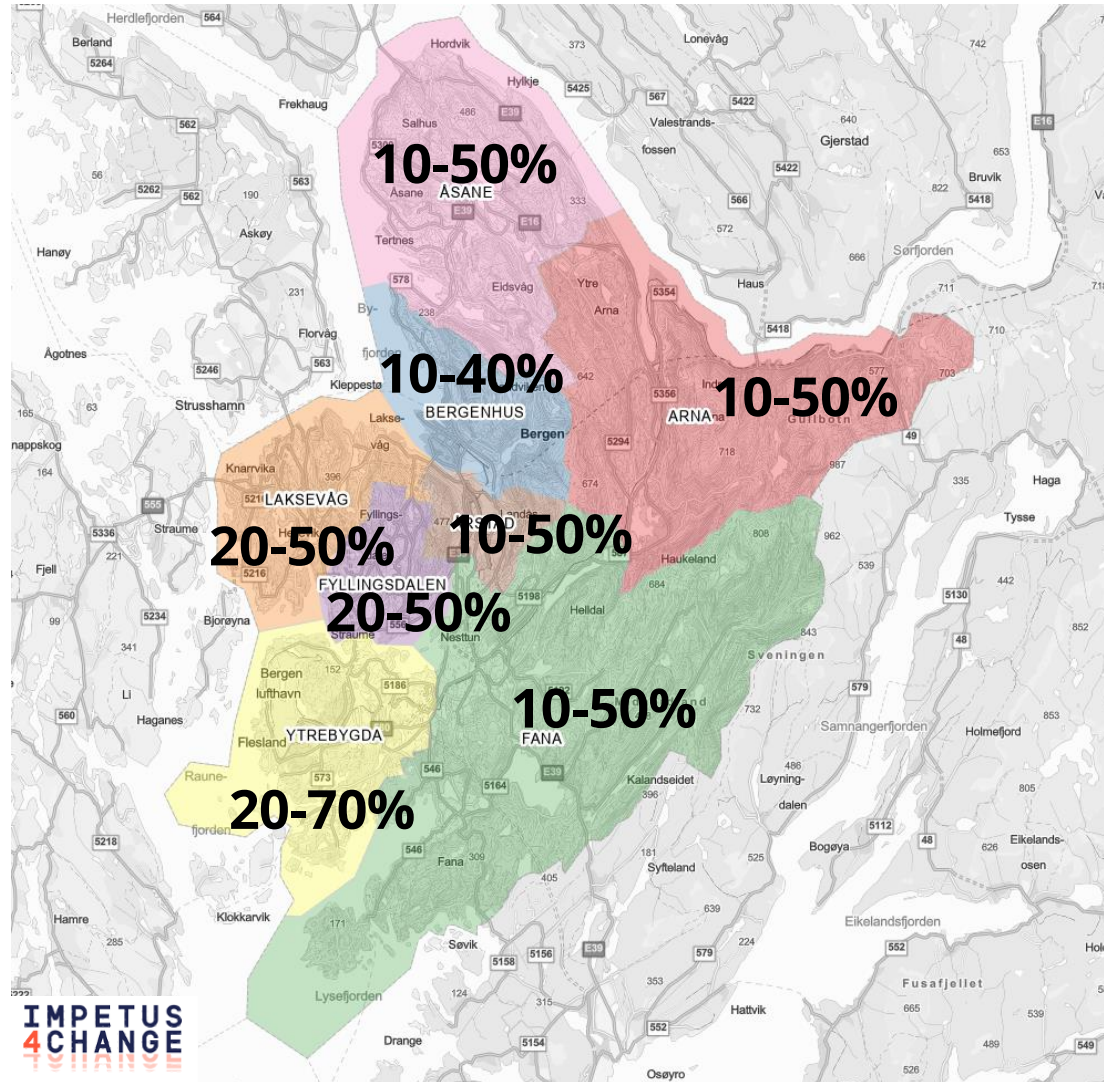 Herdlefjorden
564
Berland
5264
Hordvik
373
Lonevåg
742
Hylkje
5425
567
5422
Frekhaug
486
E39
Valestrands-
fossen
640
Gjerstad
E16
562
Salhus
653
10-50%
56
5262
562
563
190
Åsane
ÅSANE
5422
Bruvik
822
5418
566
Askøy
E39
E16
333
572
Hanøy
Tertnes
666
Sørfjorden
578
Eidsvåg
Ytre
Arna
5354
Haus
711
231
By-
fjorden
238
Florvåg
5418
710
Ågotnes
563
5246
Kleppestø
10-40%
642
577
703
BERGENHUS
5356
10-50%
ARNA
Gullbotn
165
63
Strusshamn
Lakse-
våg
Bergen
5294
49
718
987
164
Knarrvika
396
674
335
Haga
555
LAKSEVÅG
Fyllings-
477
Landås
Tysse
Straume
5336
221
20-50%
10-50%
808
962
Haukeland
539
442
Fjell
5216
FYLLINGSDALEN
684
5198
5130
99
5234
Bjorøyna
20-50%
Helldal
852
Straume
Nesttun
843
48
341
Sveningen
Bergen
lufthavn
152
5186
579
Li
10-50%
732
560
Haganes
Samnangerfjorden
853
Flesland
YTREBYGDA
FANA
Holmefjord
Raune-
fjorden
573
546
E39
486
5164
Kalandseidet
Løyning-
dalen
396
805
20-70%
5218
546
5112
48
Bogøya
626
Eikelands-
osen
Fana
309
181
Syfteland
525
405
Hamre
Klokkarvik
171
639
Eikelandsfjorden
285
Søvik
E39
224
552
5158
5156
579
353
Lysefjorden
124
Fusafjellet
315
Hattvik
665
539
IMPETUS
4CHANGE
Drange
5154
552
489
549
Osøyro